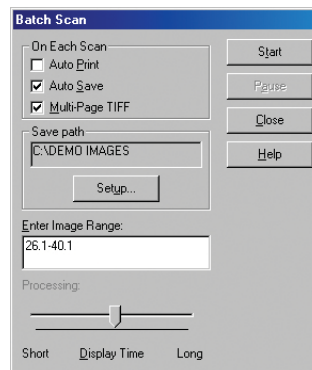 Batch Scan
On Each Scan
Auto Print
Auto Save
Multi-Page TIFF
Save path
C:\DEMO IMAGES
Setup...
Enter Image Range:
26.1-40.1
Processing:
Short Display Time Long
Start
Pause
Close
Help